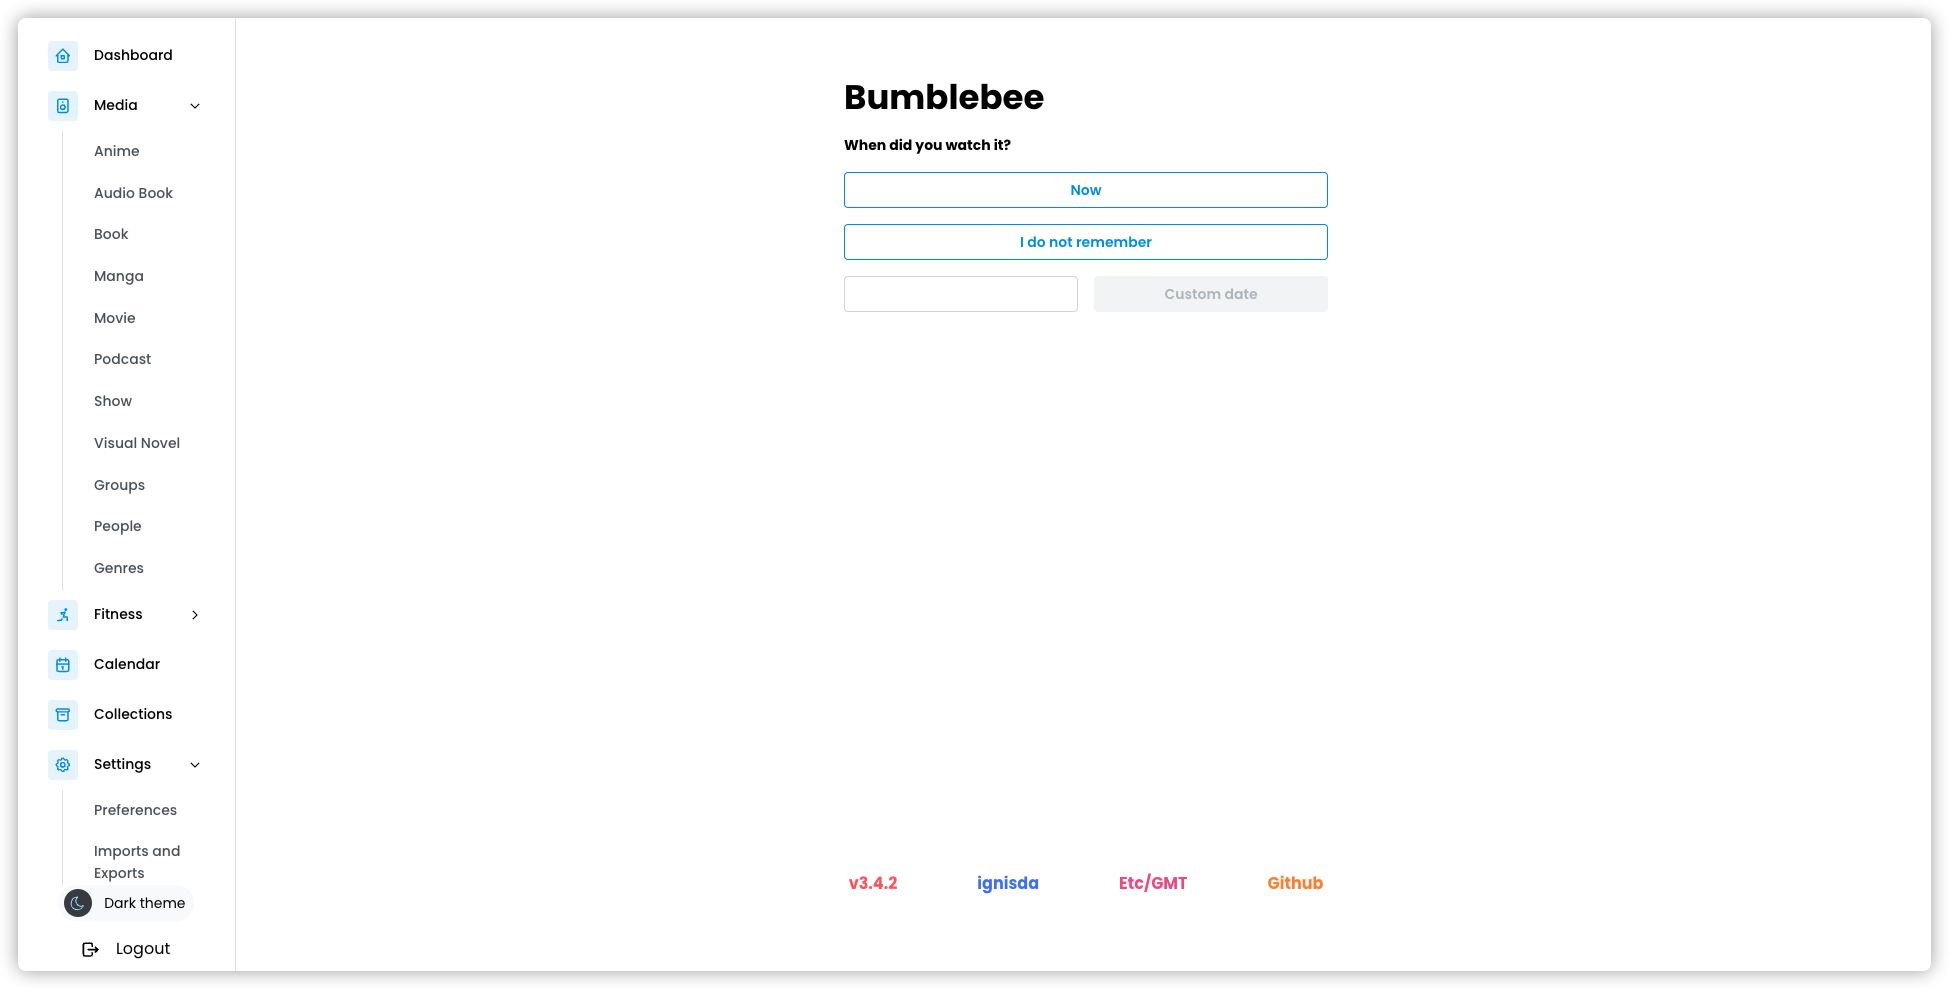 Dashboard
Media
Anime
Audio Book
Book
Manga
Movie
Podcast
Show
Visual Novel
Groups
People
Genres
Fitness
Calendar
Collections
Settings
Preferences
Imports and
Exports
Dark theme
Logout
Bumblebee
When did you watch it?
Now
I do not remember
Custom date
v3.4.2 ignisda Etc/GMT Github